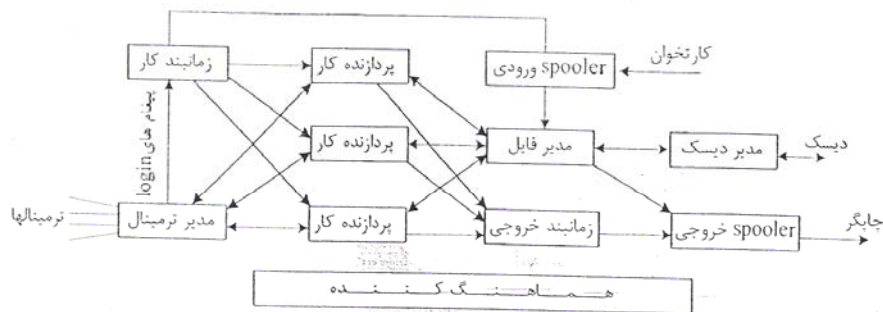 کارتخوان
spooler ورودی
پردازنده کار
زمانبند کار
پیام های login
پردازنده کار
مدیر فایل
مدیر دیسک
دیسک
ترمینالها
مدیر ترمینال
پردازنده کار
زمانبند خروجی
spooler خروجی
چاپگر
هماهنگ کننده